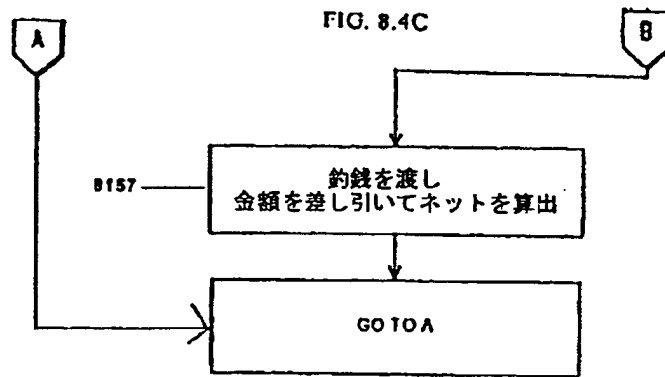 FIG. 8.4C
A
B
8157
釣銭を渡し
金額を差し引いてネットを算出
GO TO A